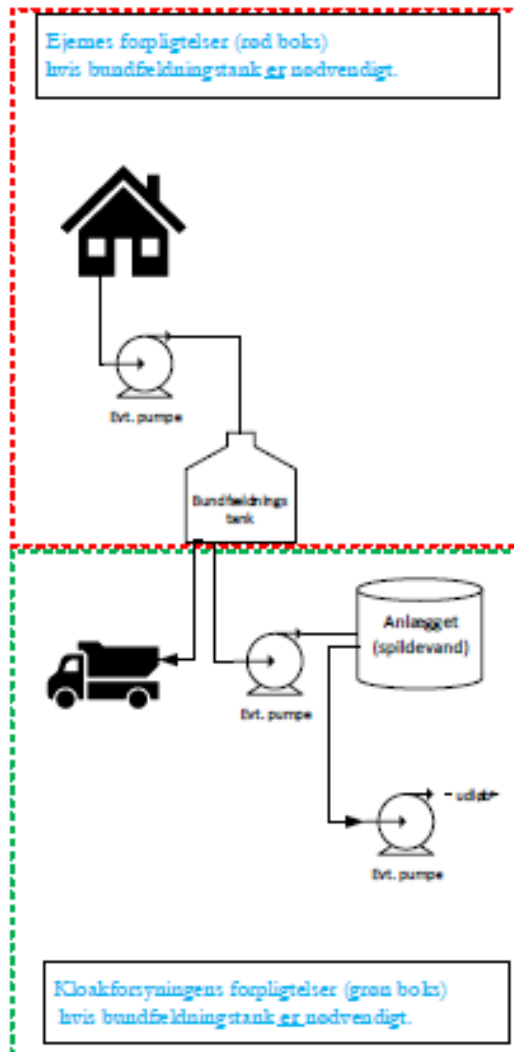 Ejernes forpligtelser (rød boks)
hvis bundfældningstank er nødvendigt.
Evt. pumpe
Bundfældnings
tank
Anlægget
(spildevand)
Evt. pumpe
udløb
Evt. pumpe
Kloakforsyningens forpligtelser (grøn boks)
hvis bundfældningstank er nødvendigt.